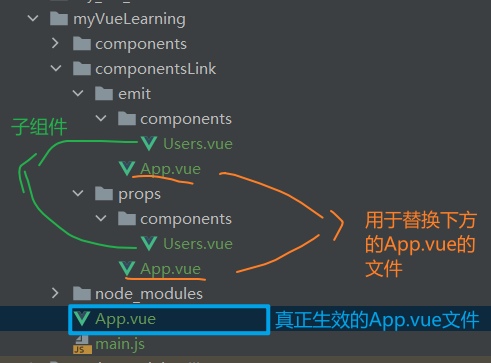 myVueLearning
components
componentsLink
emit
components
子组件
Users.vue
App.vue
props
components
用于替换下方
的App.vue的
文件
Users.vue
App.vue
node_modules
App.vue
真正生效的App.vue文件
main.js